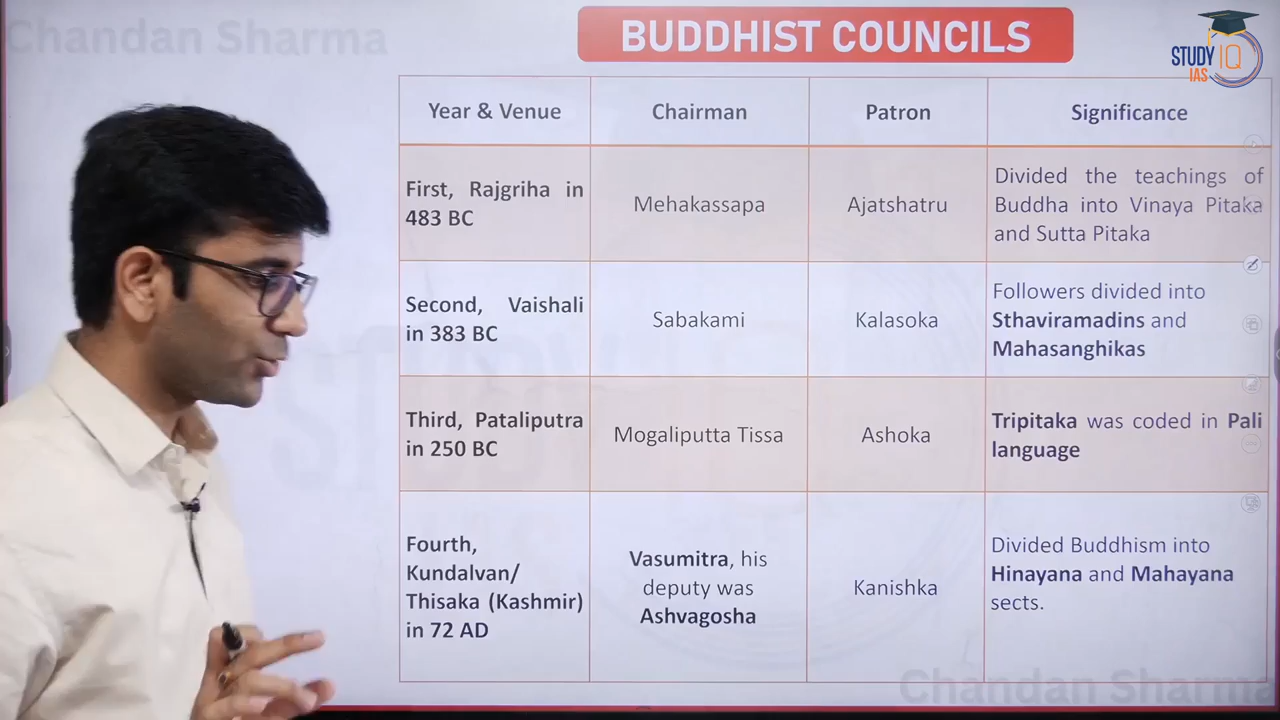 Chandan Sharma
BUDDHIST COUNCILS
STUDY IQ
IAS
Year & Venue
Chairman
Patron
Significance
First, Rajgriha in
483 BC
Mehakassapa
Ajatshatru
Divided the teachings of
Buddha into Vinaya Pitaka
and Sutta Pitaka
Second, Vaishali
in 383 BC
Sabakami
Kalasoka
Followers divided into
Sthaviramadins and
Mahasanghikas
Third, Pataliputra
in 250 BC
Mogaliputta Tissa
Ashoka
Tripitaka was coded in Pali
language
Fourth,
Kundalvan/
Thisaka (Kashmir)
in 72 AD
Vasumitra, his
deputy was
Ashvagosha
Kanishka
Divided Buddhism into
Hinayana and Mahayana
sects.
Chandan Sharma